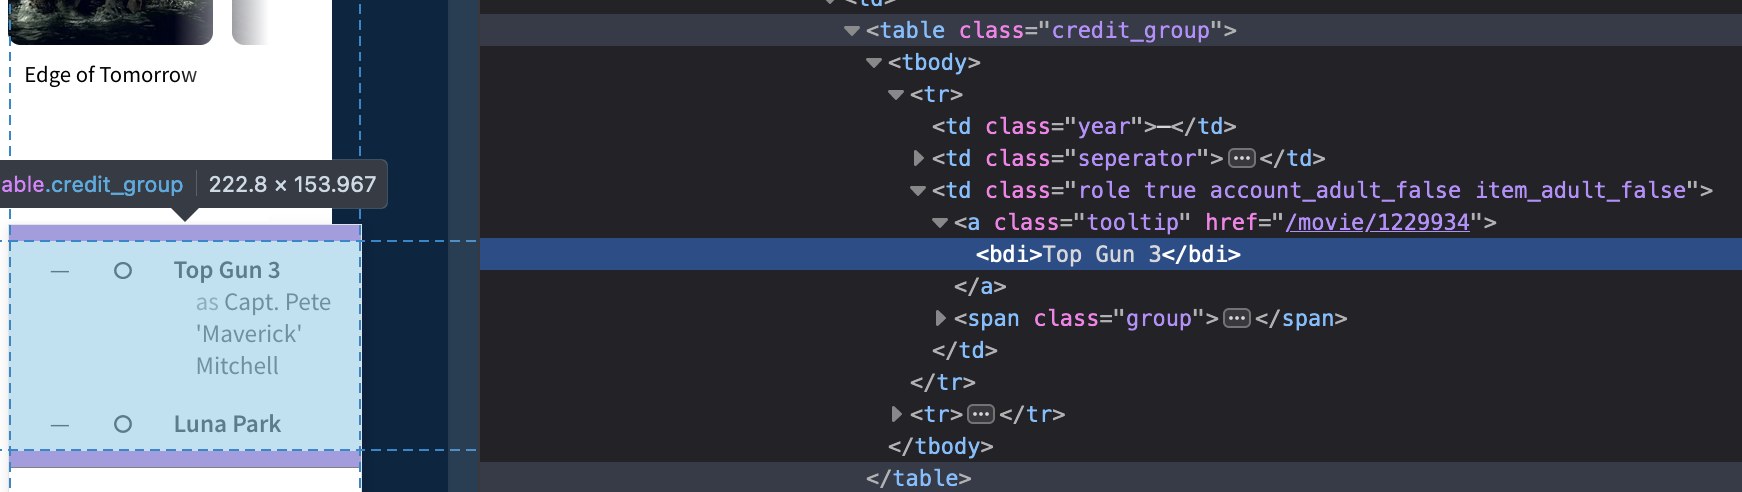 Edge of Tomorrow
able.credit_group 222.8 × 153.967
— Top Gun 3
as Capt. Pete
'Maverick'
Mitchell
— Luna Park
<table class="credit_group">
<tbody>
<tr>
<td class="year">—</td>
<td class="seperator">…</td>
<td class="role true account_adult_false item_adult_false">
<a class="tooltip" href="/movie/1229934">
<bdi>Top Gun 3</bdi>
</a>
<span class="group">…</span>
</td>
</tr>
<tr>…</tr>
</tbody>
</table>